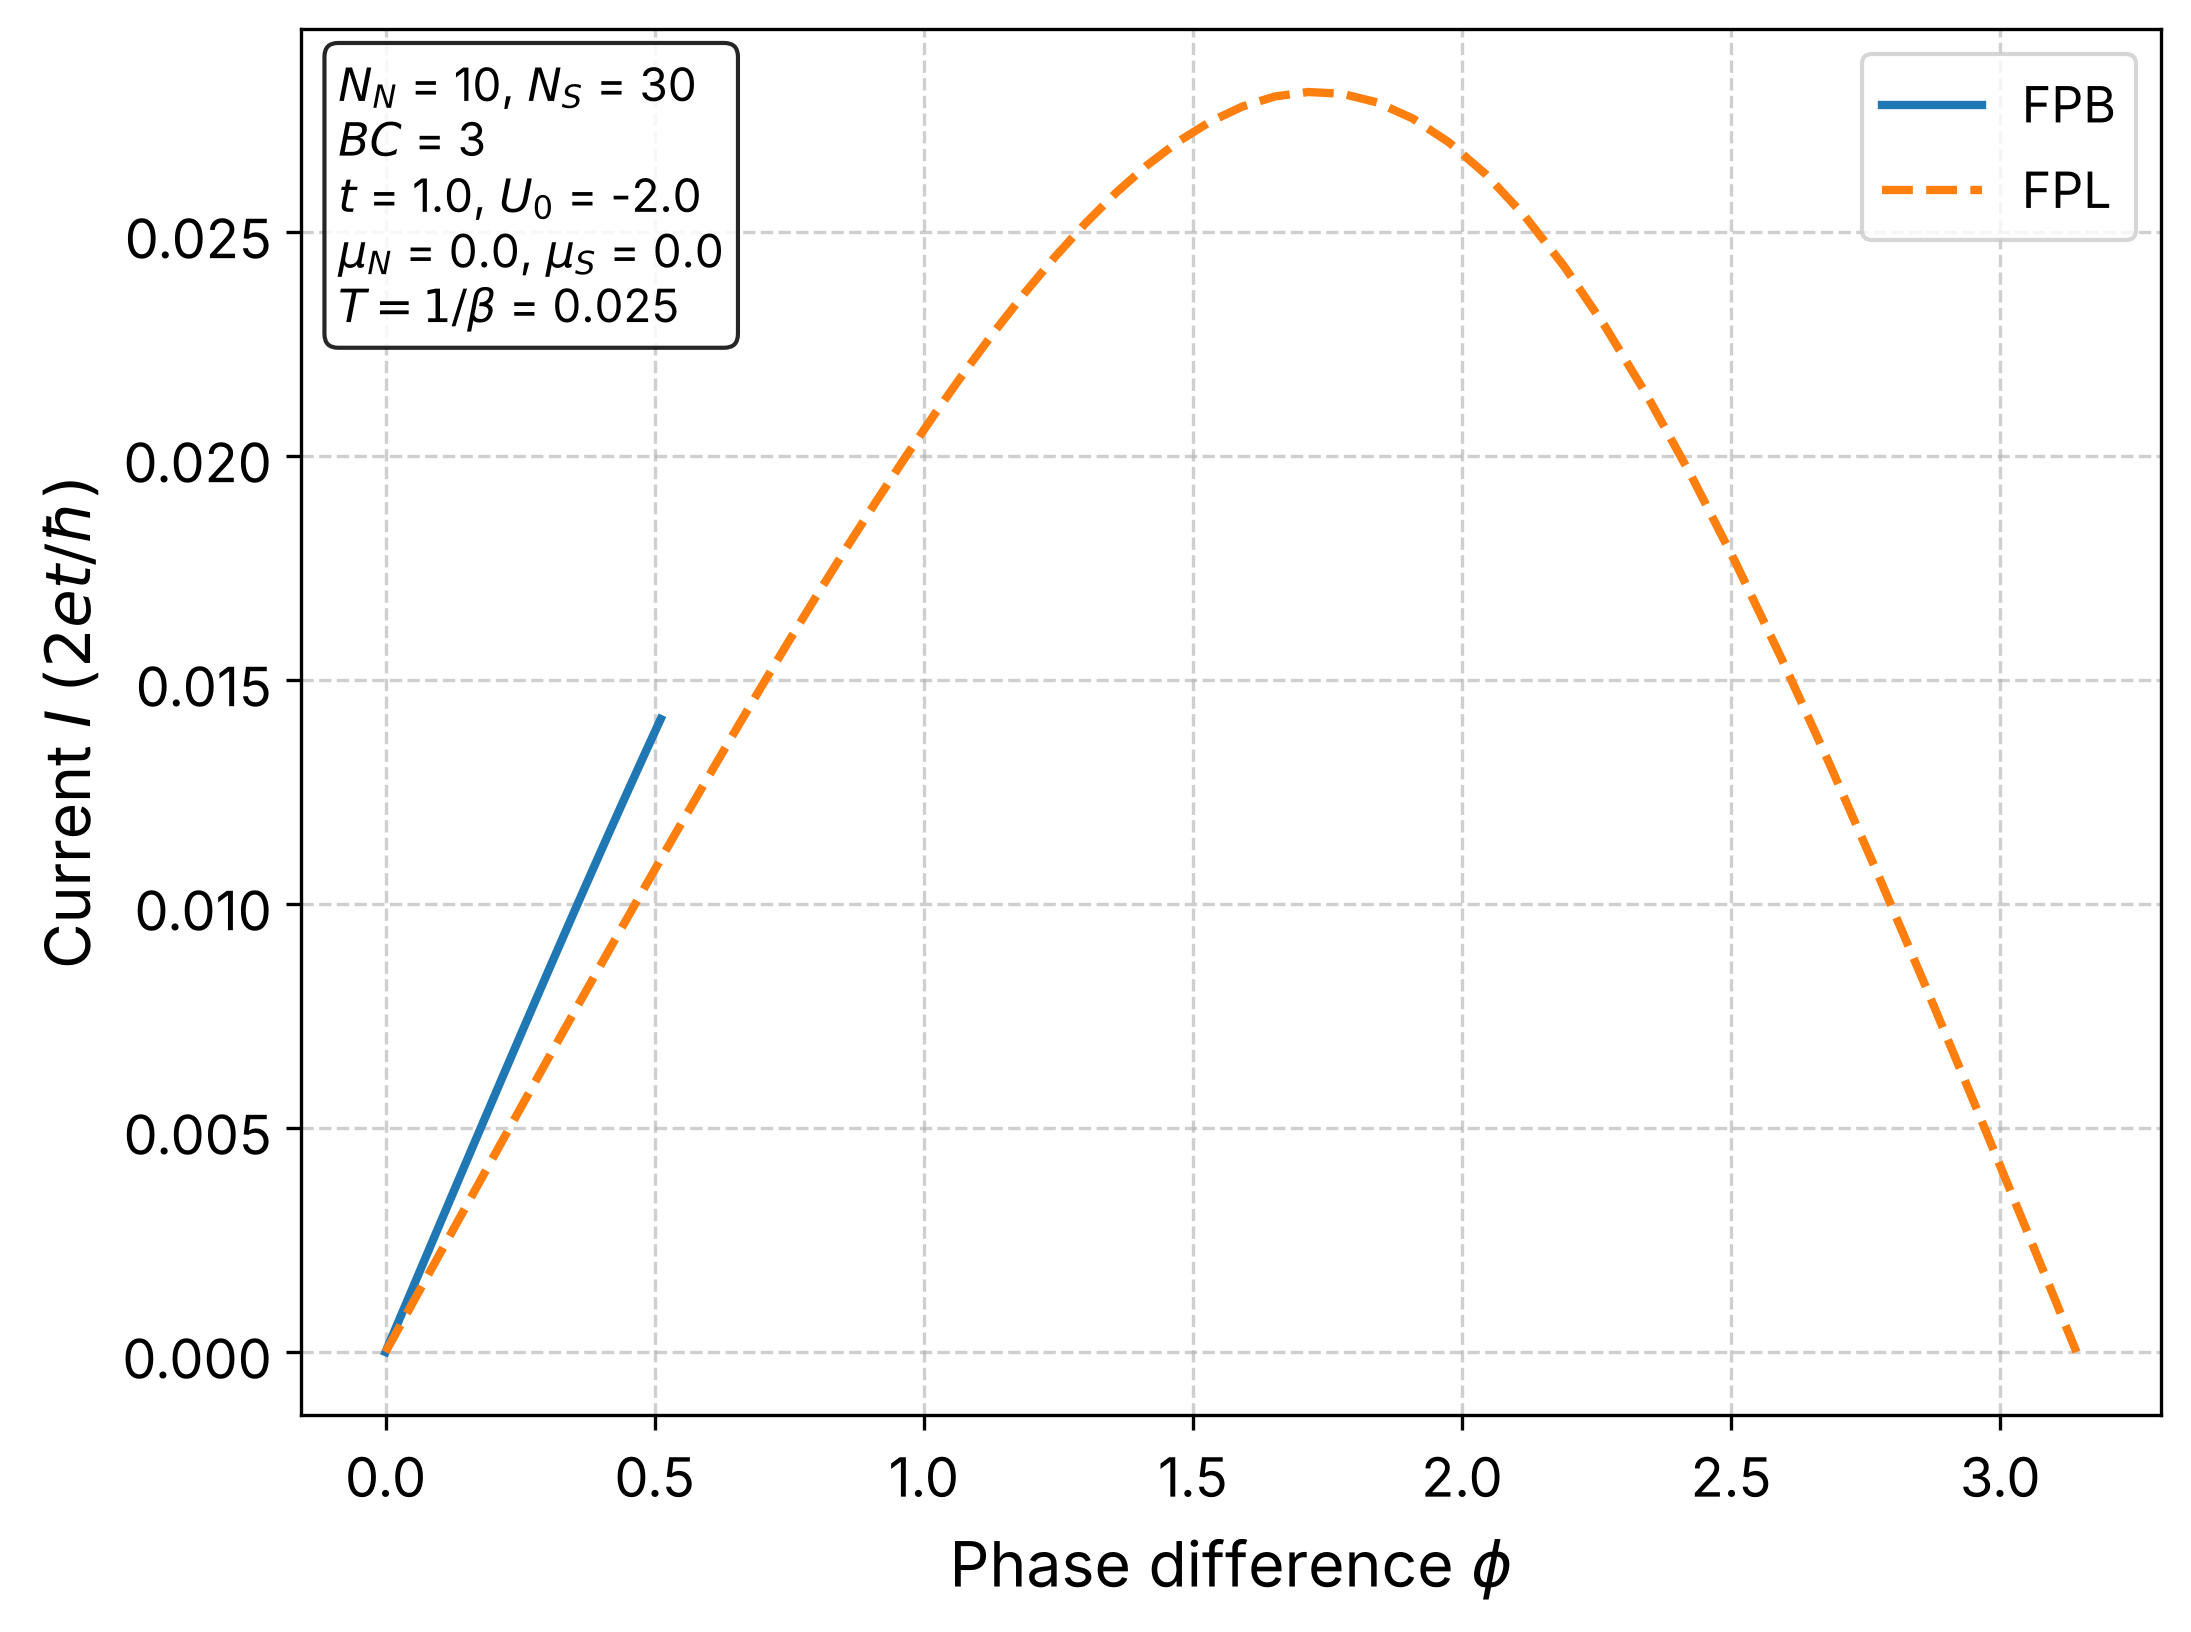 N_N = 10, N_S = 30
BC = 3
t = 1.0, U_0 = -2.0
μ_N = 0.0, μ_S = 0.0
T = 1/β = 0.025
FPB
FPL
0.025
0.020
0.015
0.010
0.005
0.000
Current I (2et/ħ)
0.0 0.5 1.0 1.5 2.0 2.5 3.0
Phase difference ϕ